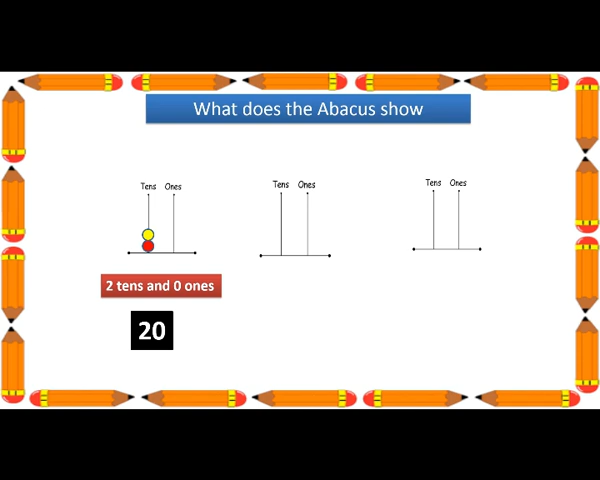 What does the Abacus show
Tens Ones
Tens Ones
Tens Ones
2 tens and 0 ones
20